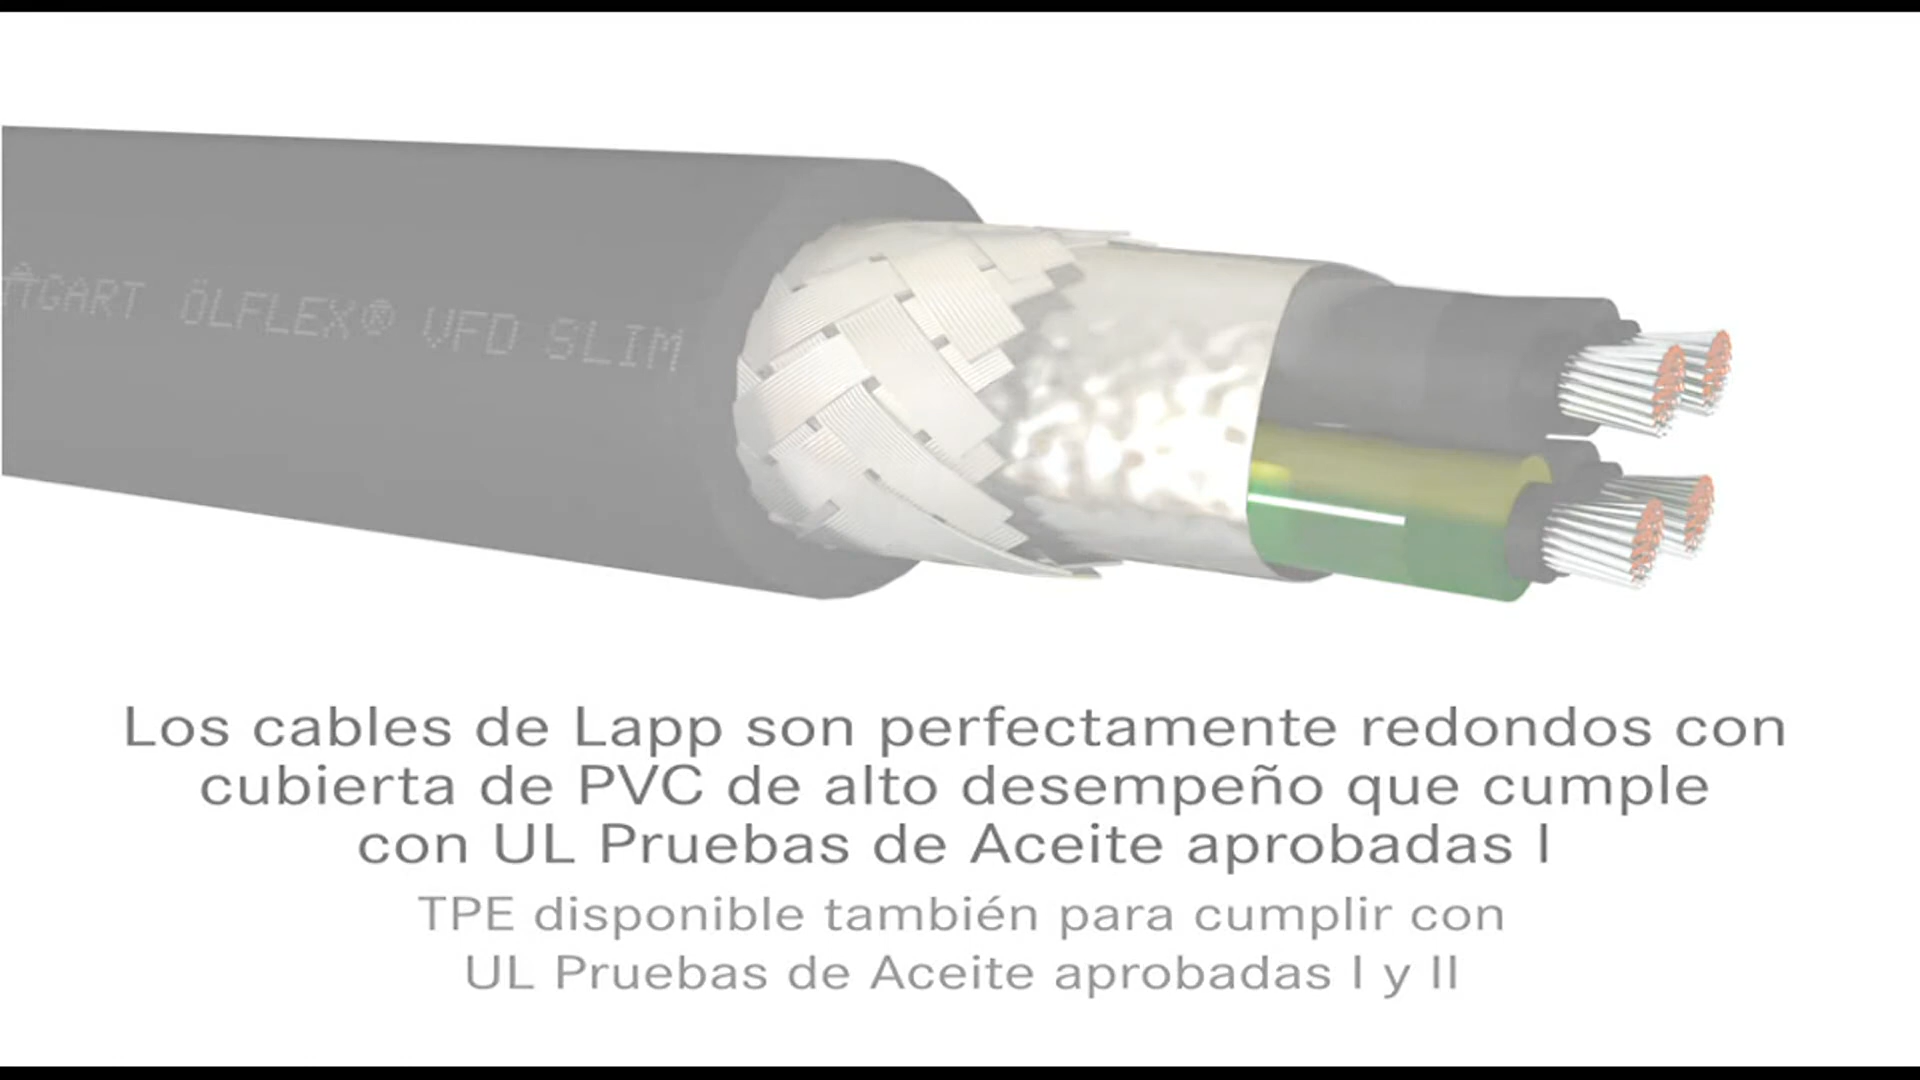 ÖLFLEX® VFD SLIM
Los cables de Lapp son perfectamente redondos con
cubierta de PVC de alto desempeño que cumple
con UL Pruebas de Aceite aprobadas I
TPE disponible también para cumplir con
UL Pruebas de Aceite aprobadas I y II